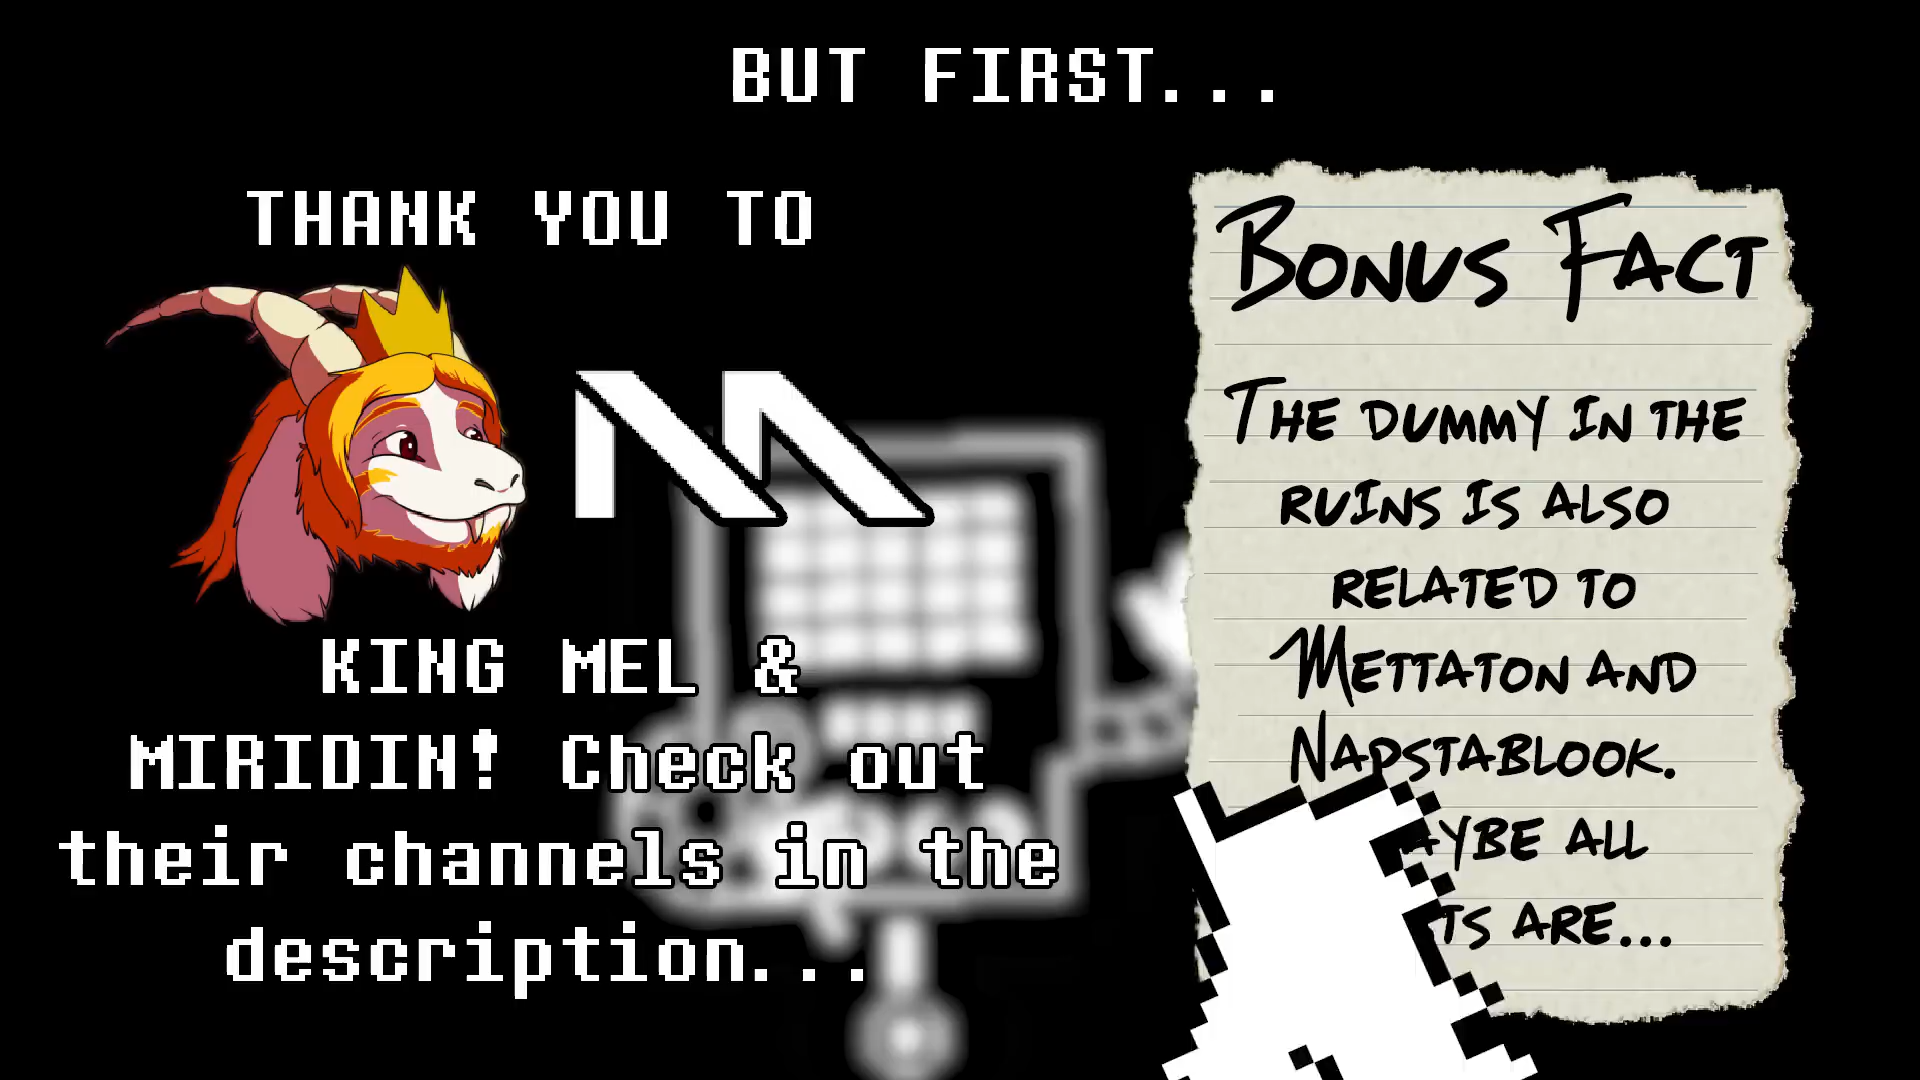 BUT FIRST...
THANK YOU TO
KING MEL &
MIRIDIN! Check out
their channels in the
description...
BONUS FACT
THE DUMMY IN THE
RUINS IS ALSO
RELATED TO
METTATON AND
NAPSTABLOOK.
ALL
ARE...